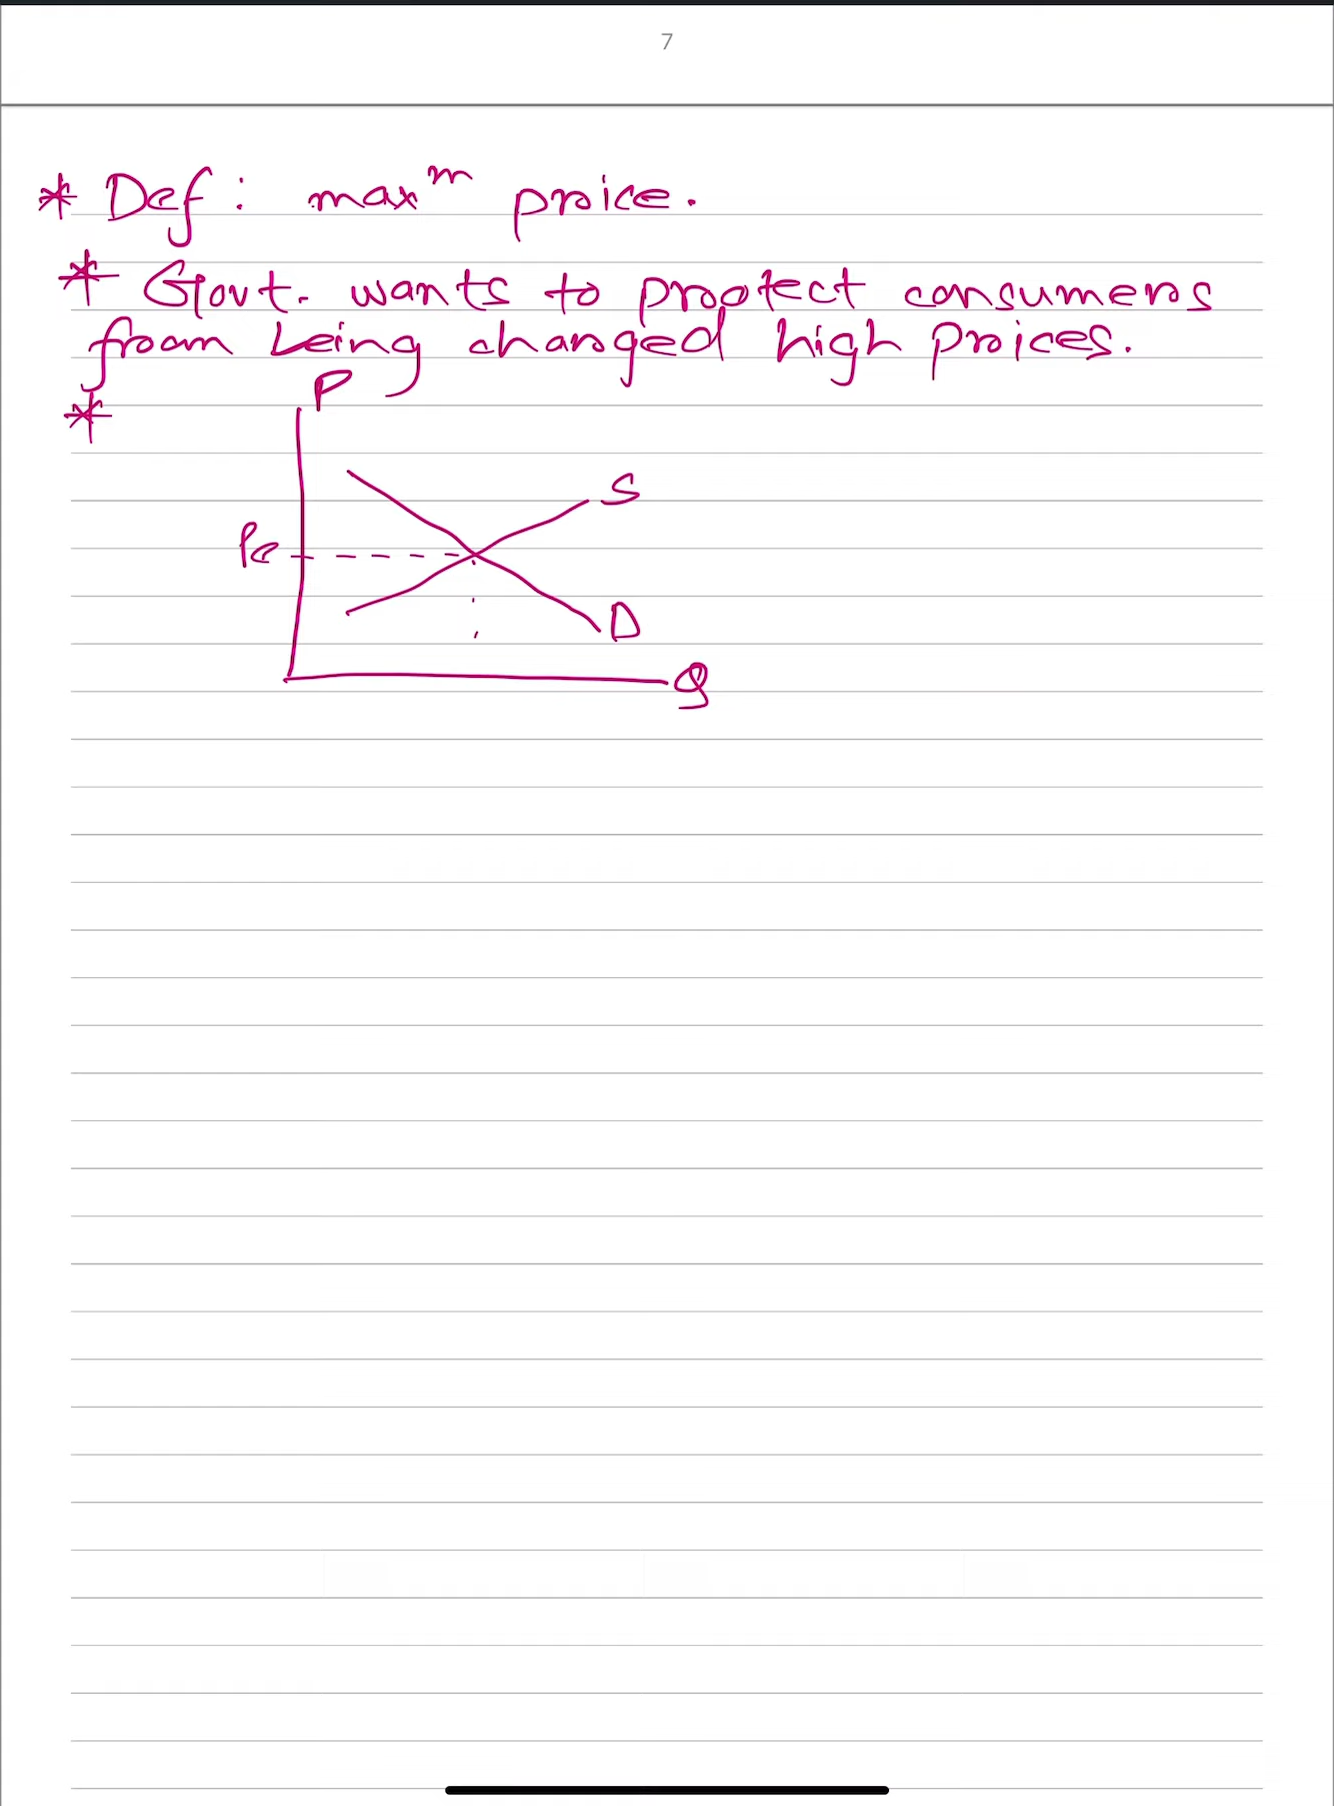 7
* Def: maxᵐ price.
* Govt. wants to protect consumers
from being charged high prices.
*
P
S
Pe
D
Q